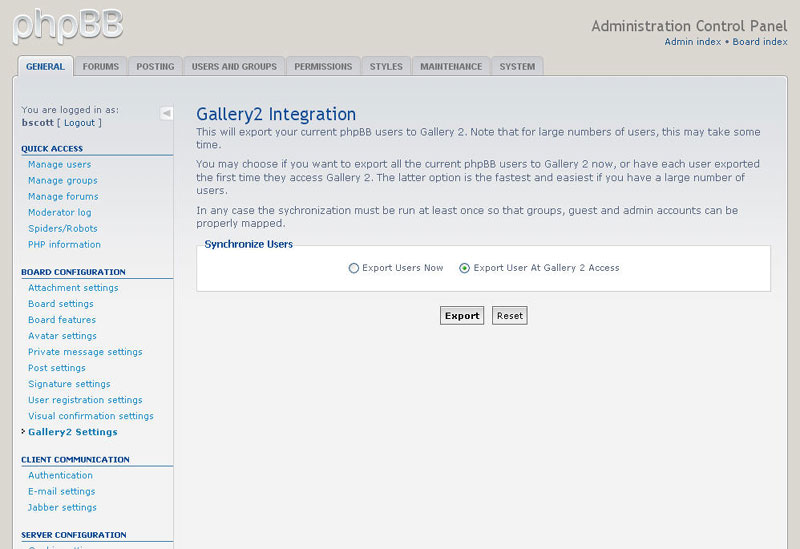 phpBB
Administration Control Panel
Admin index • Board index
GENERAL
FORUMS
POSTING
USERS AND GROUPS
PERMISSIONS
STYLES
MAINTENANCE
SYSTEM
You are logged in as:
bscott [ Logout ]
QUICK ACCESS
Manage users
Manage groups
Manage forums
Moderator log
Spiders/Robots
PHP information
BOARD CONFIGURATION
Attachment settings
Board settings
Board features
Avatar settings
Private message settings
Post settings
Signature settings
User registration settings
Visual confirmation settings
Gallery2 Settings
CLIENT COMMUNICATION
Authentication
E-mail settings
Jabber settings
SERVER CONFIGURATION
Gallery2 Integration
This will export your current phpBB users to Gallery 2. Note that for large numbers of users, this may take some
time.
You may choose if you want to export all the current phpBB users to Gallery 2 now, or have each user exported
the first time they access Gallery 2. The latter option is the fastest and easiest if you have a large number of
users.
In any case the sychronization must be run at least once so that groups, guest and admin accounts can be
properly mapped.
Synchronize Users
Export Users Now
Export User At Gallery 2 Access
Export
Reset